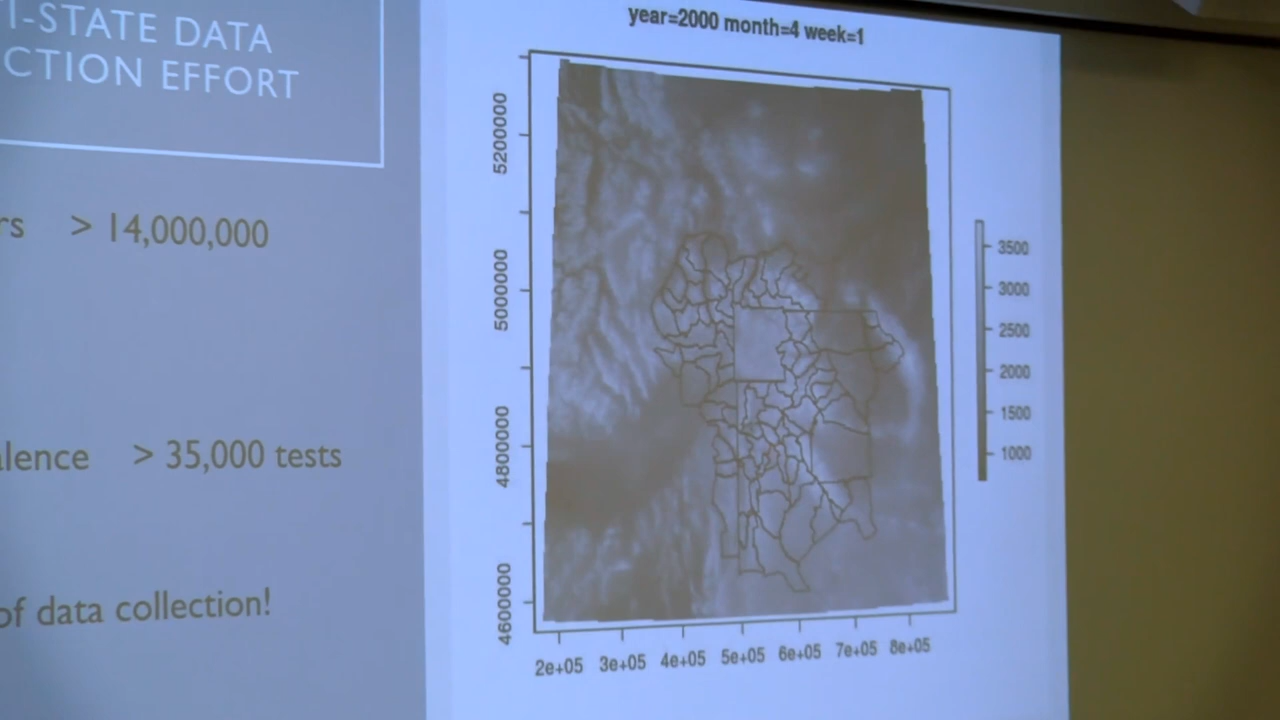 I-STATE DATA
CTION EFFORT
rs > 14,000,000
lence > 35,000 tests
of data collection!
year=2000 month=4 week=1
5200000
5000000
4800000
4600000
2e+05 3e+05 4e+05 5e+05 6e+05 7e+05 8e+05
3500
3000
2500
2000
1500
1000